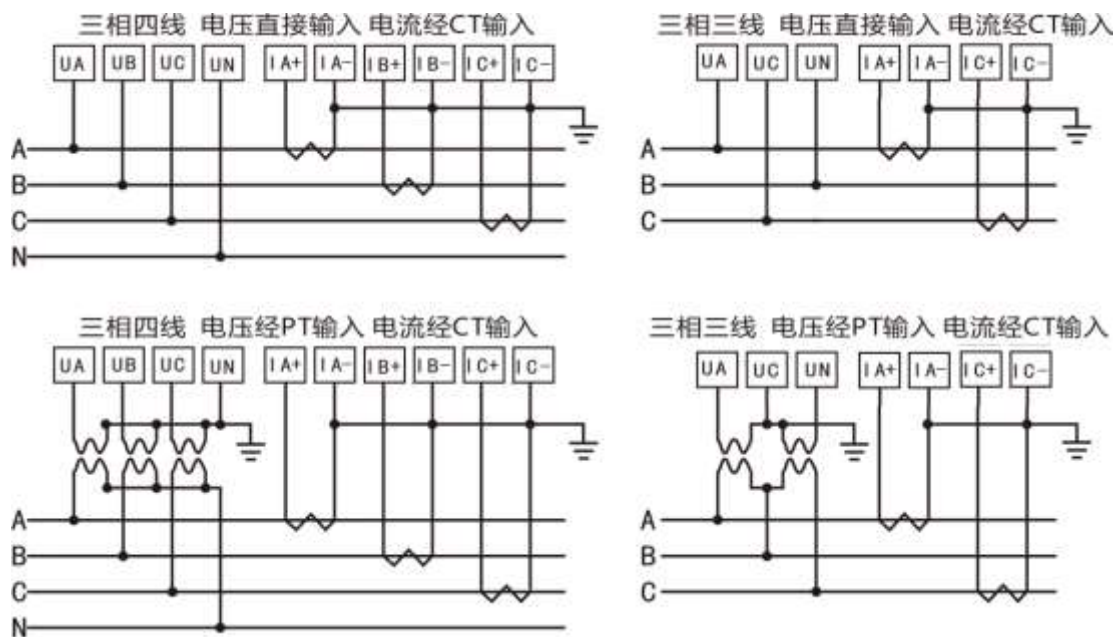 三相四线 电压直接输入 电流经CT输入
UA UB UC UN IA+ IA- IB+ IB- IC+ IC-
A
B
C
N
三相三线 电压直接输入 电流经CT输入
UA UC UN IA+ IA- IC+ IC-
A
B
C
三相四线 电压经PT输入 电流经CT输入
UA UB UC UN IA+ IA- IB+ IB- IC+ IC-
A
B
C
N
三相三线 电压经PT输入 电流经CT输入
UA UC UN IA+ IA- IC+ IC-
A
B
C